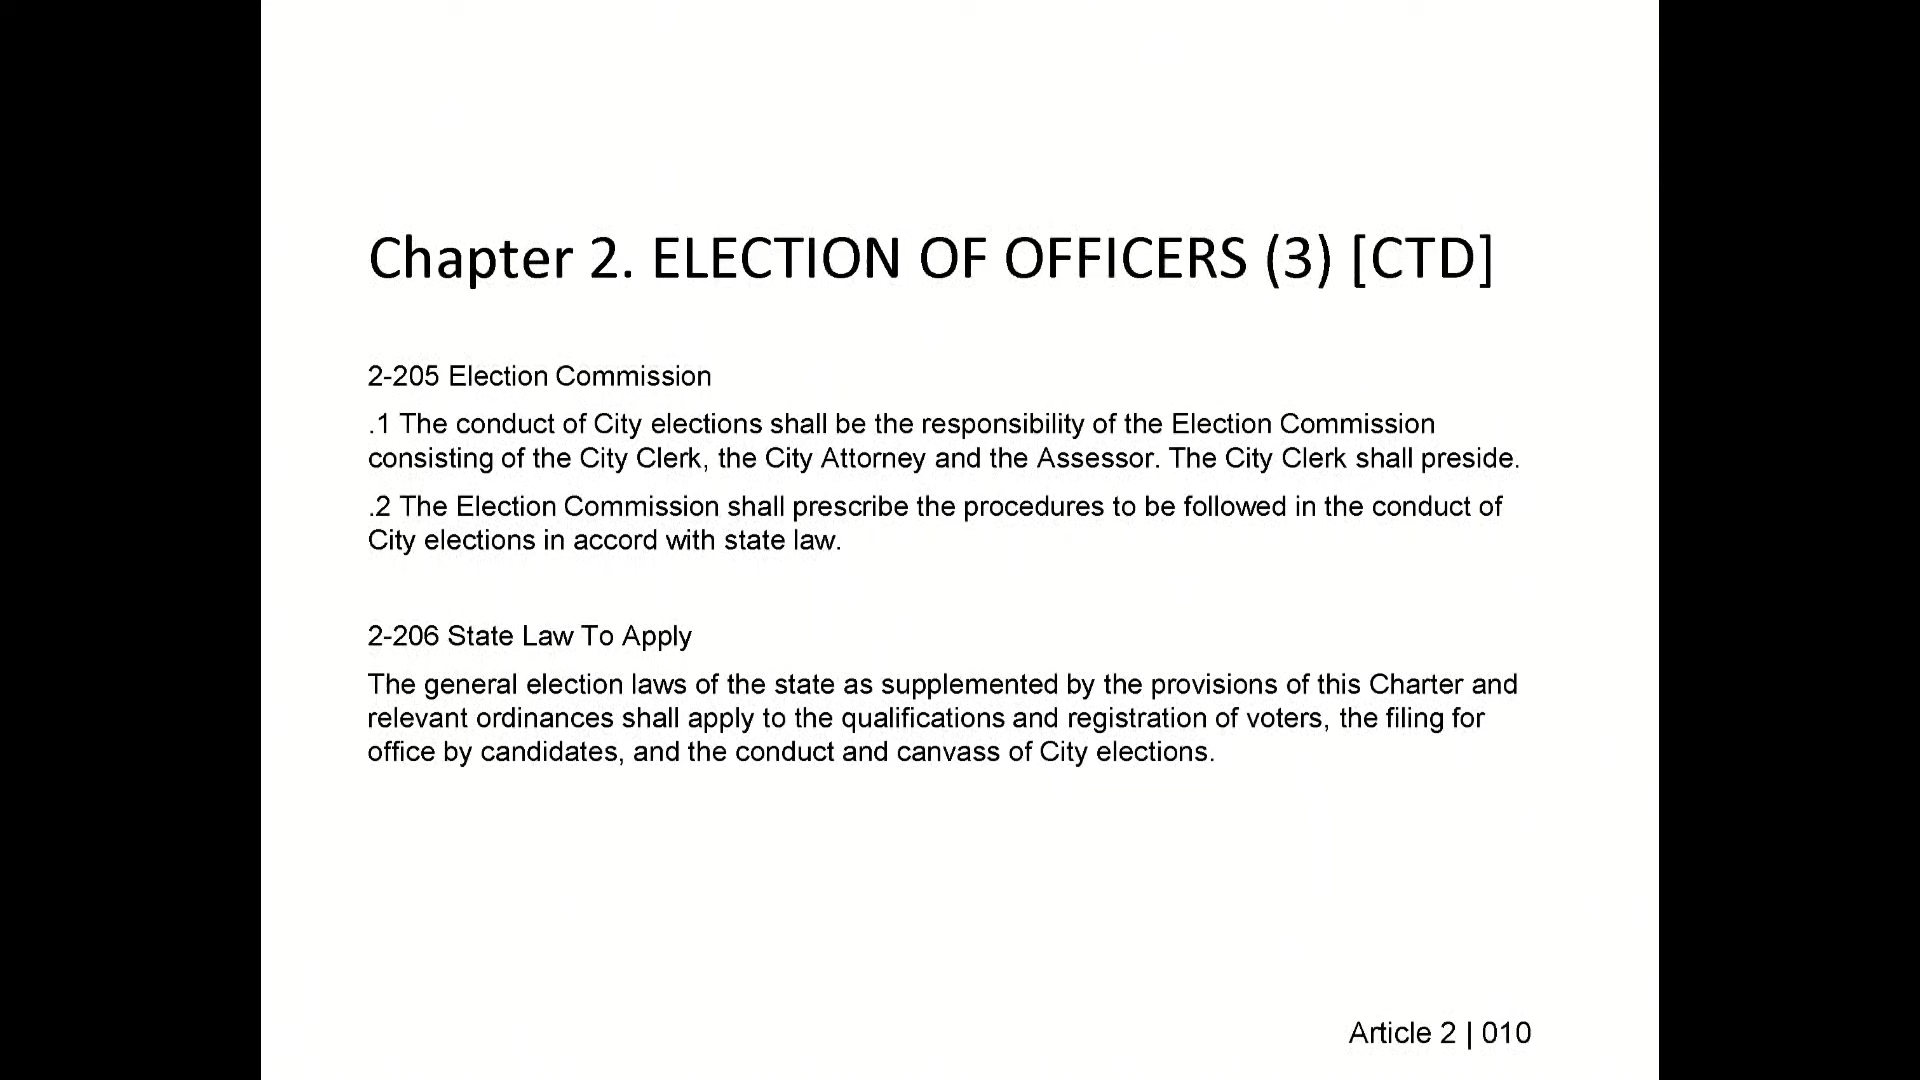 Chapter 2. ELECTION OF OFFICERS (3) [CTD]
2-205 Election Commission
.1 The conduct of City elections shall be the responsibility of the Election Commission
consisting of the City Clerk, the City Attorney and the Assessor. The City Clerk shall preside.
.2 The Election Commission shall prescribe the procedures to be followed in the conduct of
City elections in accord with state law.
2-206 State Law To Apply
The general election laws of the state as supplemented by the provisions of this Charter and
relevant ordinances shall apply to the qualifications and registration of voters, the filing for
office by candidates, and the conduct and canvass of City elections.
Article 2 | 010